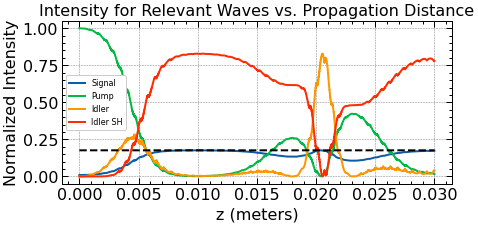 Intensity for Relevant Waves vs. Propagation Distance
Normalized Intensity
1.00
0.75
0.50
0.25
0.00
Signal
Pump
Idler
Idler SH
0.000 0.005 0.010 0.015 0.020 0.025 0.030
z (meters)